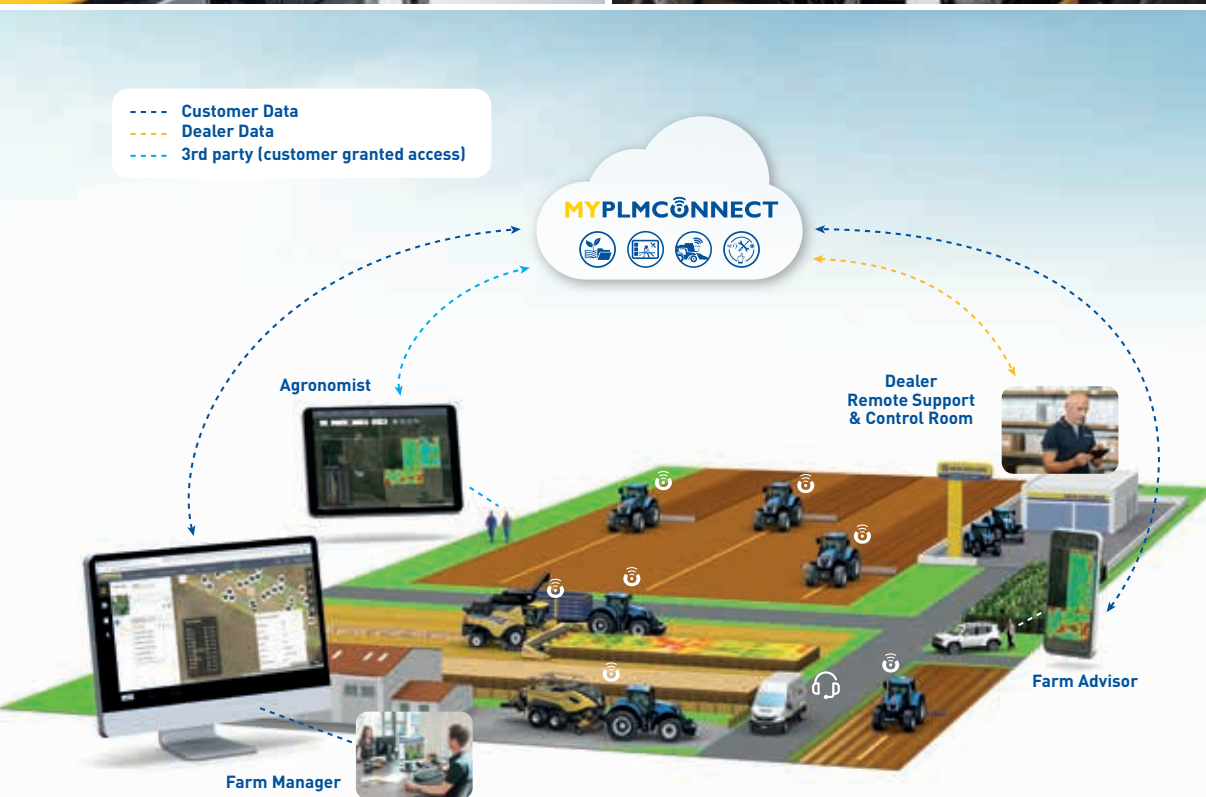 Customer Data
Dealer Data
3rd party (customer granted access)
MYPLMCONNECT
Agronomist
Dealer
Remote Support
& Control Room
Farm Advisor
Farm Manager